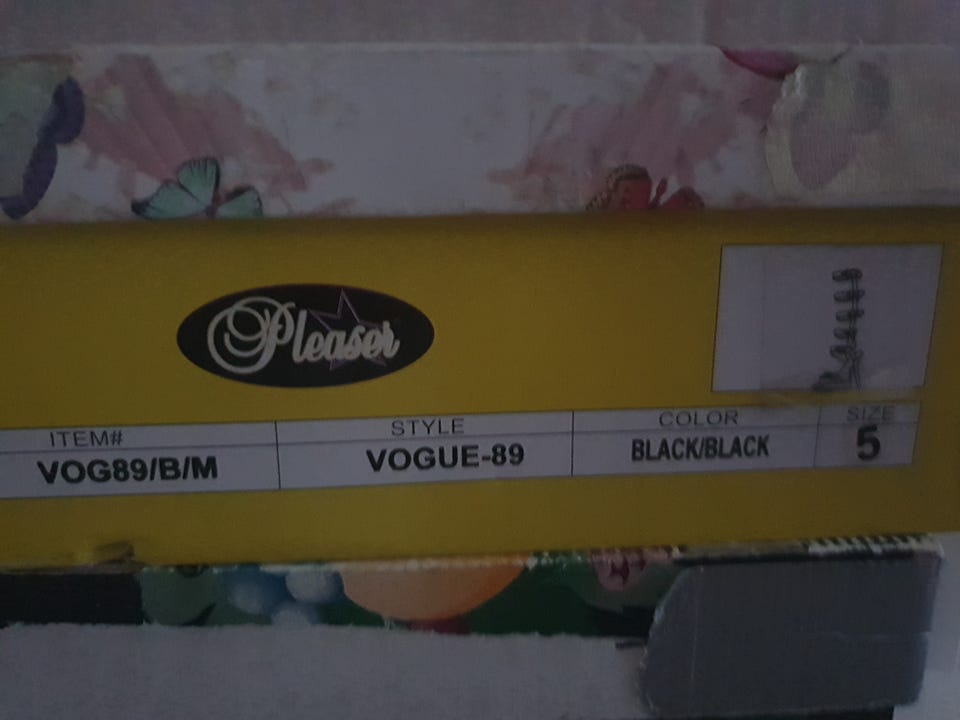 Pleaser
ITEM# STYLE COLOR SIZE
VOG89/B/M VOGUE-89 BLACK/BLACK 5